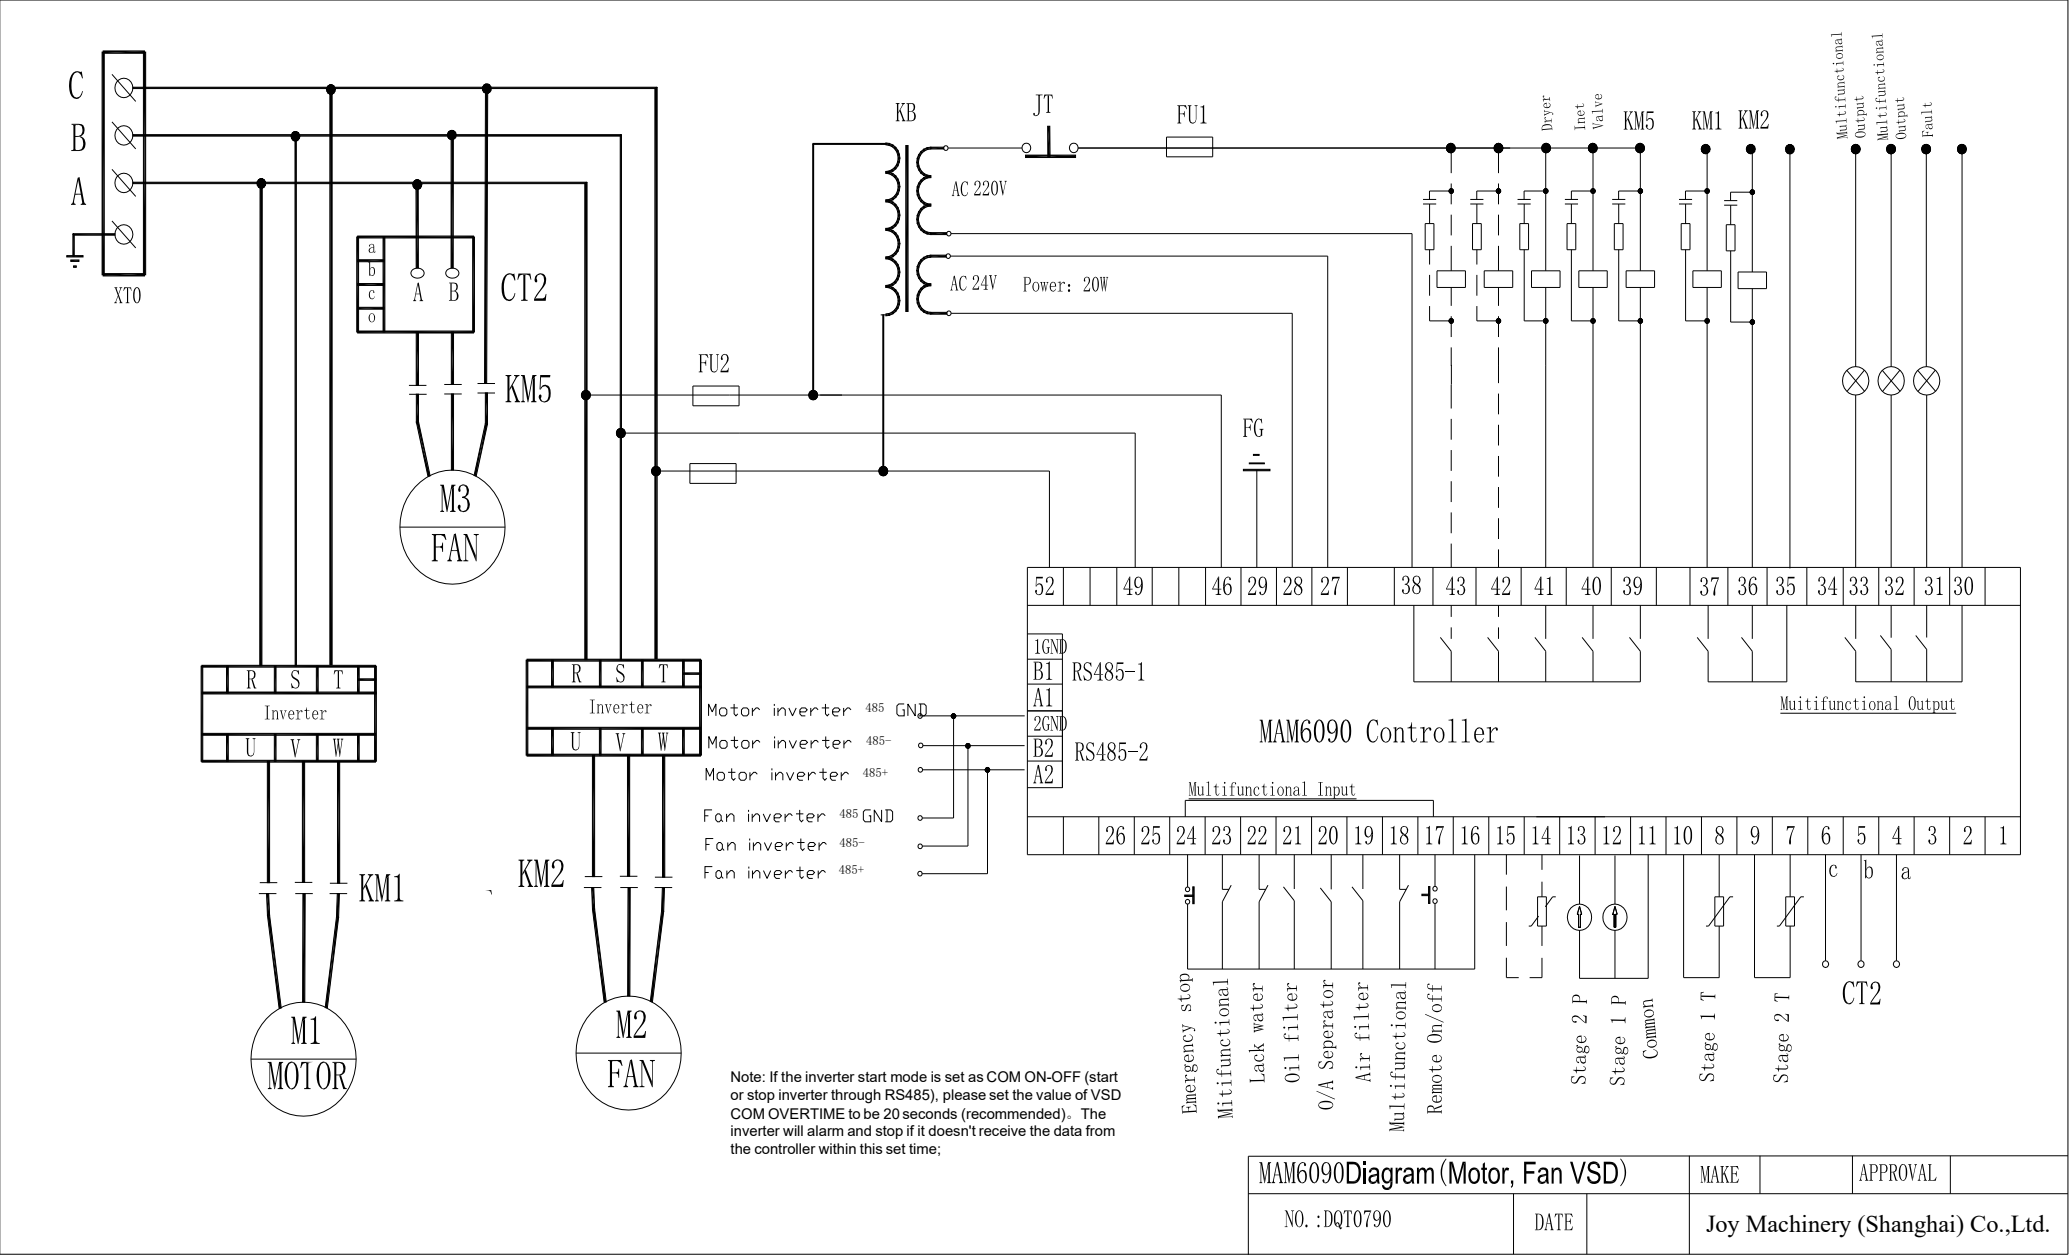 C
B
A
XT0
a
b
c
o
A B
CT2
KM5
M3
FAN
FU2
KB
AC 220V
AC 24V Power: 20W
JT
FU1
FG
Dryer
Inet
Valve
KM5
KM1
KM2
Multifunctional
Output
Multifunctional
Output
Fault
52 49 46 29 28 27 38 43 42 41 40 39 37 36 35 34 33 32 31 30
1GND
B1
A1
RS485-1
2GND
B2
A2
RS485-2
MAM6090 Controller
Muitifunctional Output
Multifunctional Input
26 25 24 23 22 21 20 19 18 17 16 15 14 13 12 11 10 8 9 7 6 5 4 3 2 1
R S T
Inverter
U V W
KM1
M1
MOTOR
R S T
Inverter
U V W
KM2
M2
FAN
Motor inverter 485 GND
Motor inverter 485-
Motor inverter 485+
Fan inverter 485 GND
Fan inverter 485-
Fan inverter 485+
Emergency stop
Mitifunctional
Lack water
Oil filter
O/A Seperator
Air filter
Multifunctional
Remote On/off
Stage 2 P
Stage 1 P
Common
Stage 1 T
Stage 2 T
c b a
CT2
Note: If the inverter start mode is set as COM ON-OFF (start
or stop inverter through RS485), please set the value of VSD
COM OVERTIME to be 20 seconds (recommended)。The
inverter will alarm and stop if it doesn't receive the data from
the controller within this set time;
MAM6090Diagram(Motor, Fan VSD)
MAKE
APPROVAL
NO.:DQT0790
DATE
Joy Machinery (Shanghai) Co.,Ltd.